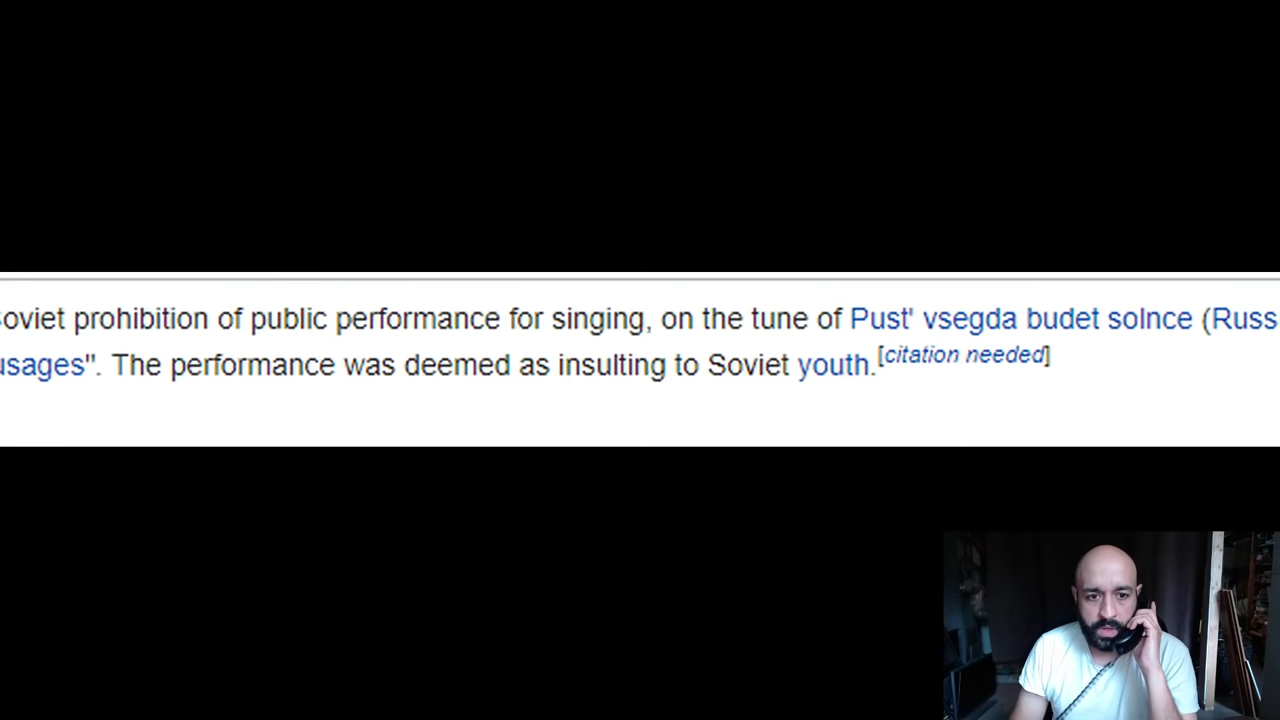 oviet prohibition of public performance for singing, on the tune of Pust' vsegda budet solnce (Russ
usages". The performance was deemed as insulting to Soviet youth.[citation needed]